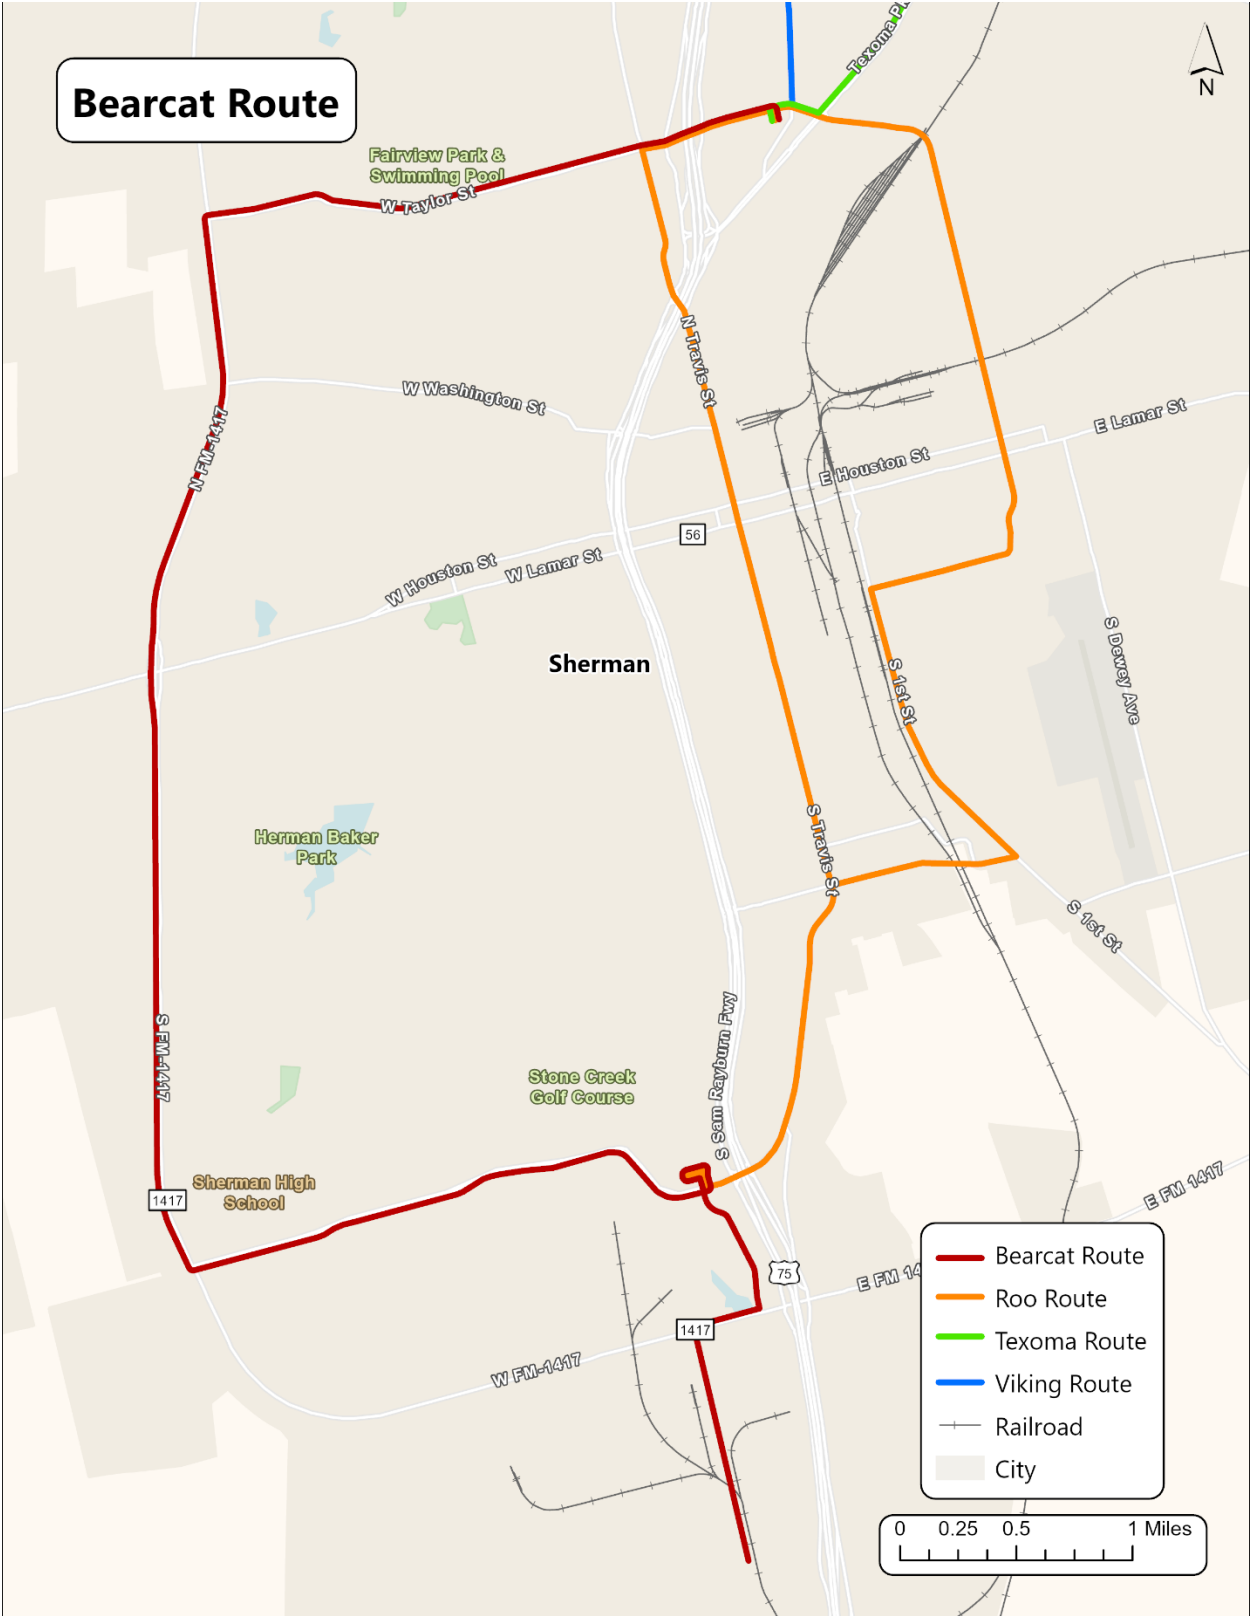 Texoma P
N
Bearcat Route
Fairview Park &
Swimming Pool
W Taylor St
N Travis St
W Washington St
N FM-1417
E Lamar St
E Houston St
56
W Houston St
W Lamar St
S Dewey Ave
Sherman
S 1st St
Herman Baker
Park
S Travis St
S 1st St
S Sam Rayburn Fwy
S FM-1417
Stone Creek
Golf Course
Sherman High
School
1417
E FM 1417
75
E FM 14
1417
W FM-1417
Bearcat Route
Roo Route
Texoma Route
Viking Route
Railroad
City
0 0.25 0.5 1 Miles